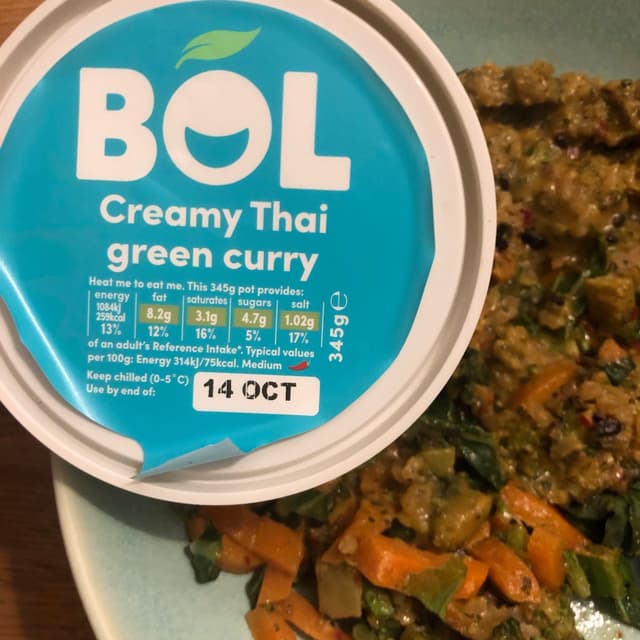 BOL
Creamy Thai
green curry
Heat me to eat me. This 345g pot provides:
energy fat saturates sugars salt
1084kJ
259kcal 8.2g 3.1g 4.7g 1.02g
13% 12% 16% 5% 17%
of an adult's Reference Intake*. Typical values
per 100g: Energy 314kJ/75kcal. Medium
Keep chilled (0-5°C)
Use by end of:
14 OCT
345g℮